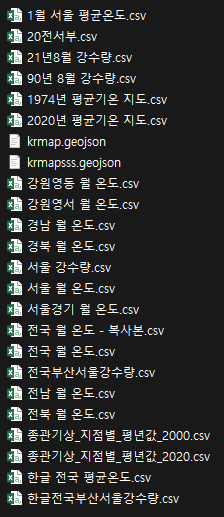 1월 서울 평균온도.csv
20전서부.csv
21년8월 강수량.csv
90년 8월 강수량.csv
1974년 평균기온 지도.csv
2020년 평균기온 지도.csv
krmap.geojson
krmapsss.geojson
강원영동 월 온도.csv
강원영서 월 온도.csv
경남 월 온도.csv
경북 월 온도.csv
서울 강수량.csv
서울 월 온도.csv
서울경기 월 온도.csv
전국 월 온도 - 복사본.csv
전국 월 온도.csv
전국부산서울강수량.csv
전남 월 온도.csv
전북 월 온도.csv
종관기상_지점별_평년값_2000.csv
종관기상_지점별_평년값_2020.csv
한글 전국 평균온도.csv
한글전국부산서울강수량.csv